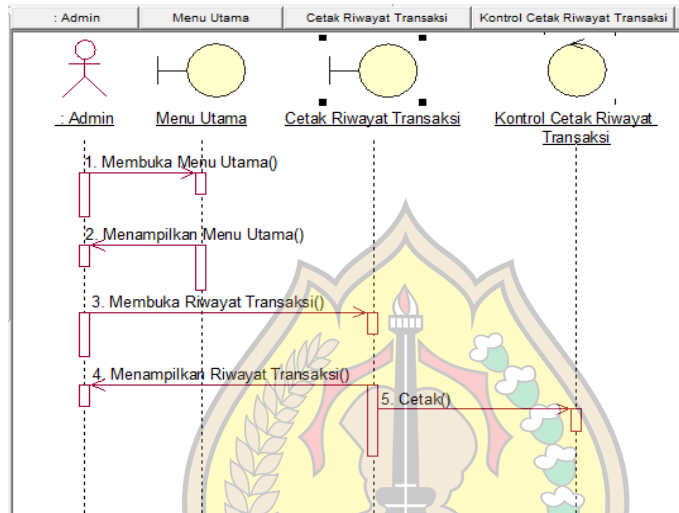 : Admin
Menu Utama
Cetak Riwayat Transaksi
Kontrol Cetak Riwayat Transaksi
: Admin
Menu Utama
Cetak Riwayat Transaksi
Kontrol Cetak Riwayat
Transaksi
1. Membuka Menu Utama()
2. Menampilkan Menu Utama()
3. Membuka Riwayat Transaksi()
4. Menampilkan Riwayat Transaksi()
5. Cetak()